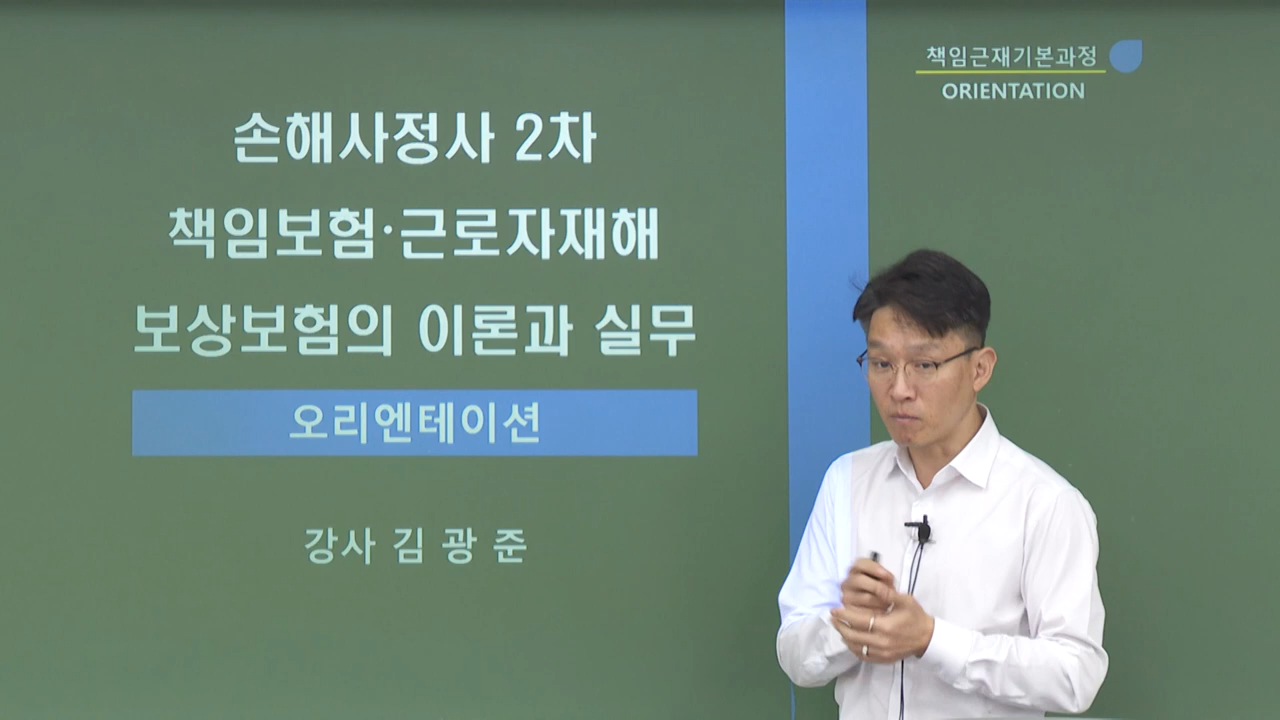 책임근재기본과정
ORIENTATION
손해사정사 2차
책임보험·근로자재해
보상보험의 이론과 실무
오리엔테이션
강사 김 광 준